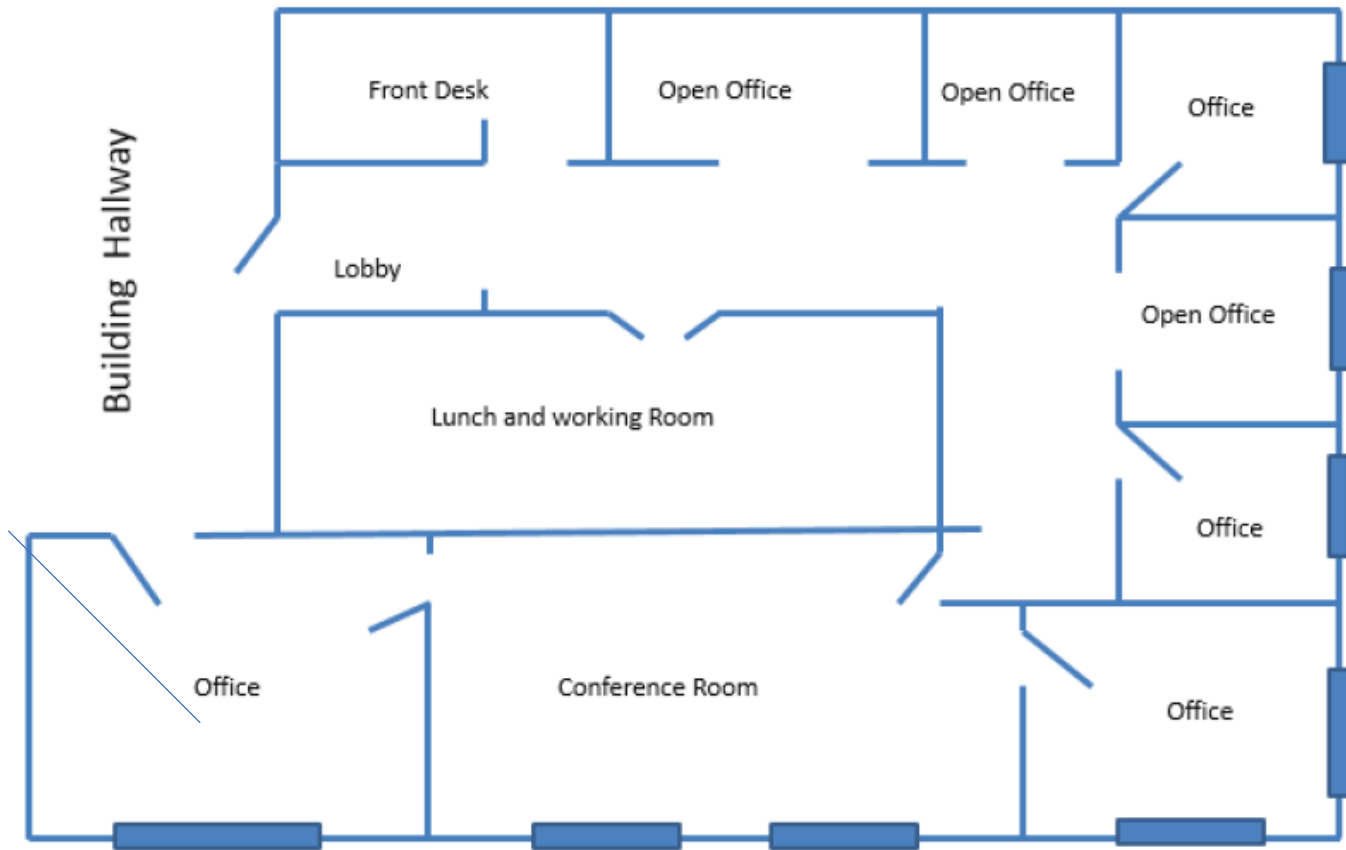 Front Desk
Open Office
Open Office
Office
Building Hallway
Lobby
Open Office
Lunch and working Room
Office
Office
Conference Room
Office